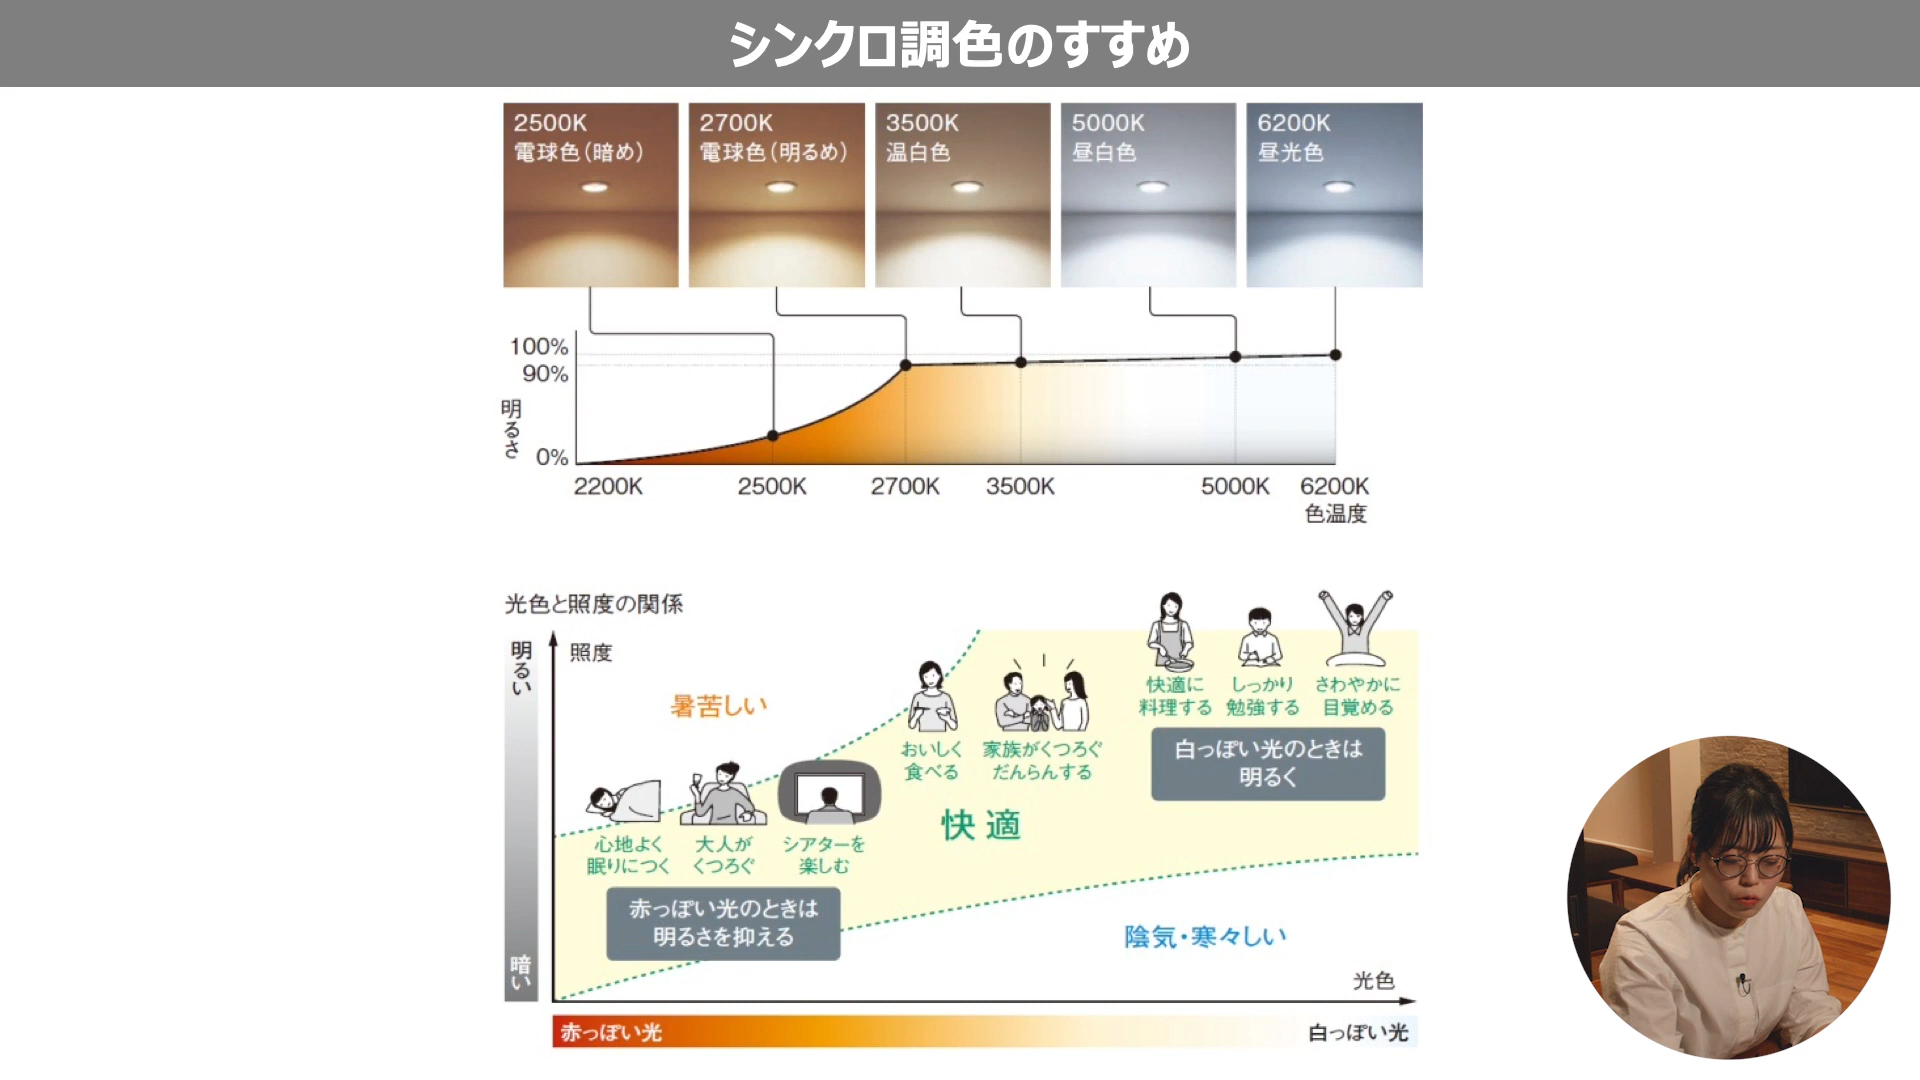 シンクロ調色のすすめ
2500K
電球色（暗め）
2700K
電球色（明るめ）
3500K
温白色
5000K
昼白色
6200K
昼光色
100%
90%
0%
明るさ
2200K
2500K
2700K
3500K
5000K
6200K
色温度
光色と照度の関係
明るい
暗い
照度
暑苦しい
心地よく
眠りにつく
大人が
くつろぐ
シアターを
楽しむ
赤っぽい光のときは
明るさを抑える
おいしく
食べる
家族がくつろぐ
だんらんする
快適
快適に
料理する
しっかり
勉強する
さわやかに
目覚める
白っぽい光のときは
明るく
陰気・寒々しい
光色
赤っぽい光
白っぽい光